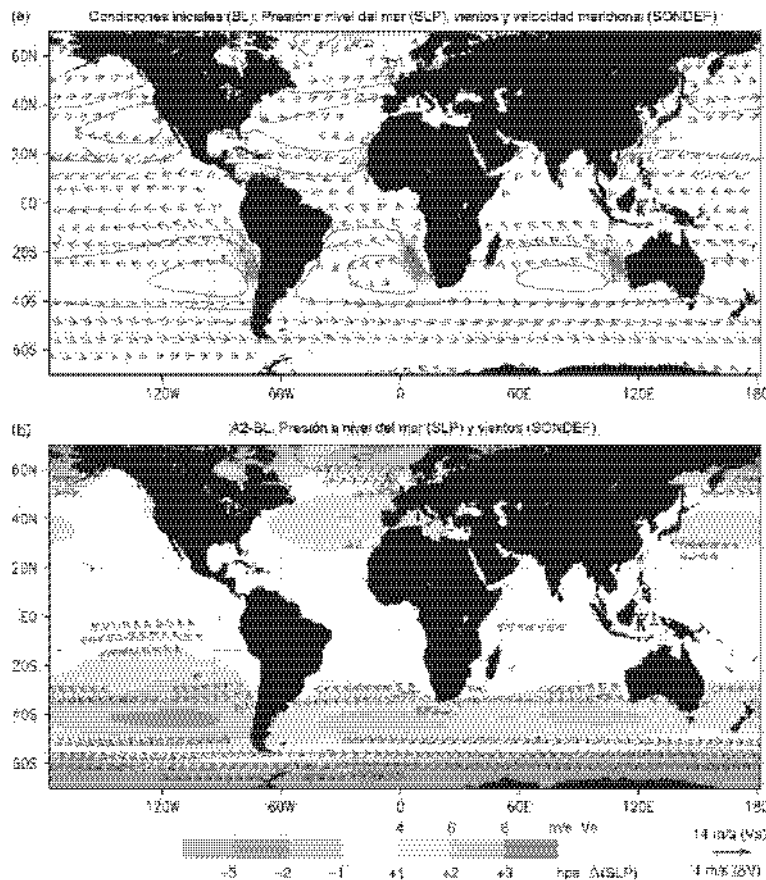 (a) Condiciones iniciales (BL): Presión a nivel del mar (SLP), vientos y velocidad meridional (SONDEF)
60N
40N
20N
EQ
20S
40S
60S
120W 60W 0 60E 120E 180
(b) A2-BL: Presión a nivel del mar (SLP) y vientos (SONDEF)
60N
40N
20N
EQ
20S
40S
60S
120W 60W 0 60E 120E 180
4 6 8 m/s Vs
14 m/s (Vs)
-3 -2 -1 +1 +2 +3 hpa Δ(SLP)